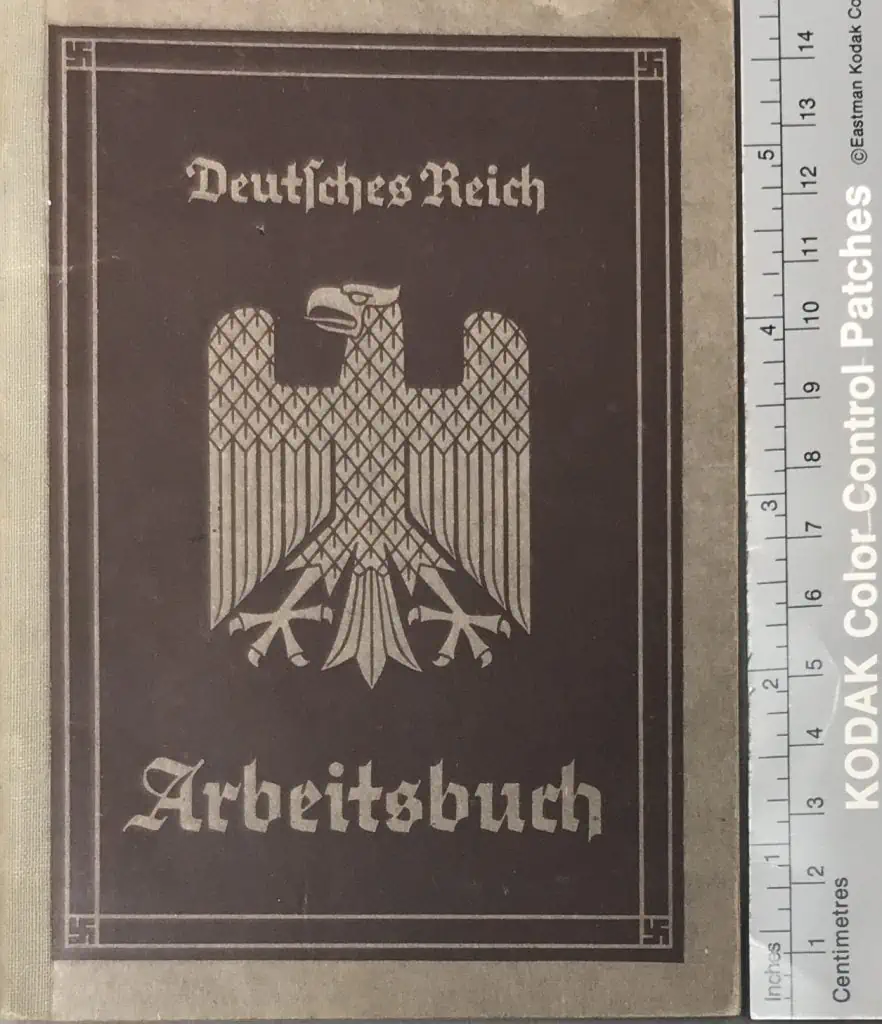 Deutſches Reich
Arbeitsbuch
Inches 1 2 3 4 5
1 2 3 4 5 6 7 8 9 10 11 12 13 14
Centimetres
KODAK Color Control Patches
©Eastman Kodak Co